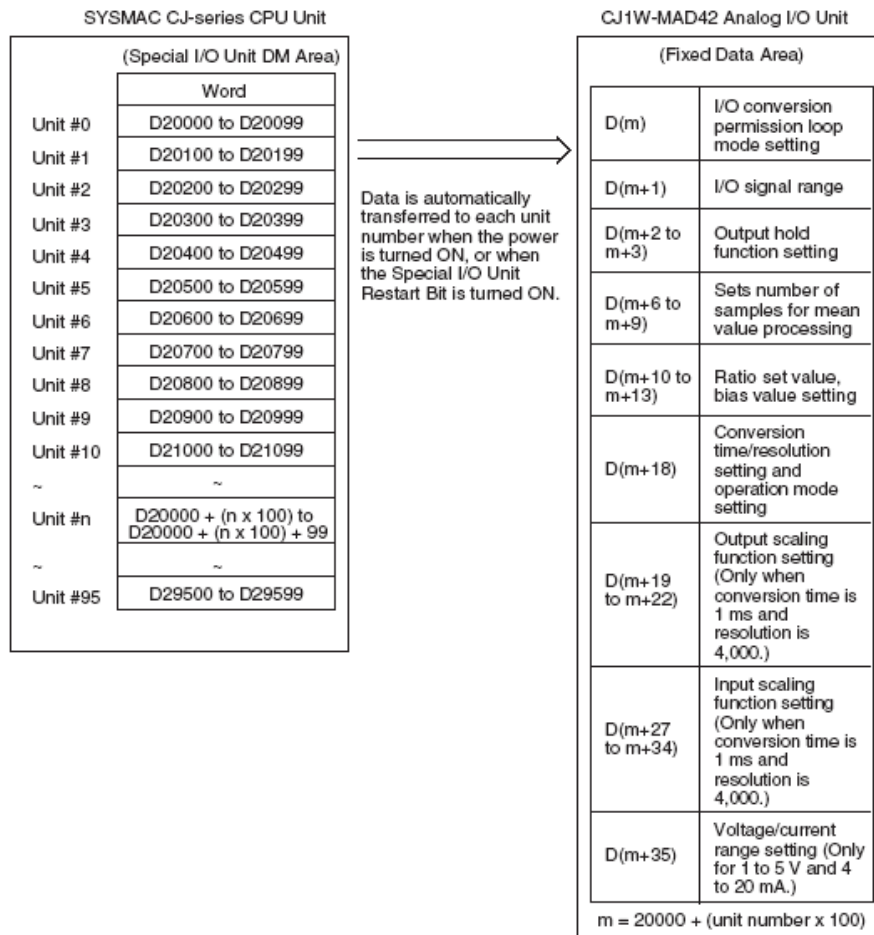 SYSMAC CJ-series CPU Unit
(Special I/O Unit DM Area)
Word
Unit #0 D20000 to D20099
Unit #1 D20100 to D20199
Unit #2 D20200 to D20299
Unit #3 D20300 to D20399
Unit #4 D20400 to D20499
Unit #5 D20500 to D20599
Unit #6 D20600 to D20699
Unit #7 D20700 to D20799
Unit #8 D20800 to D20899
Unit #9 D20900 to D20999
Unit #10 D21000 to D21099
~ ~
Unit #n D20000 + (n x 100) to
D20000 + (n x 100) + 99
~ ~
Unit #95 D29500 to D29599
Data is automatically
transferred to each unit
number when the power
is turned ON, or when
the Special I/O Unit
Restart Bit is turned ON.
CJ1W-MAD42 Analog I/O Unit
(Fixed Data Area)
D(m)
I/O conversion
permission loop
mode setting
D(m+1)
I/O signal range
D(m+2 to
m+3)
Output hold
function setting
D(m+6 to
m+9)
Sets number of
samples for mean
value processing
D(m+10 to
m+13)
Ratio set value,
bias value setting
D(m+18)
Conversion
time/resolution
setting and
operation mode
setting
D(m+19
to m+22)
Output scaling
function setting
(Only when
conversion time is
1 ms and
resolution is
4,000.)
D(m+27
to m+34)
Input scaling
function setting
(Only when
conversion time is
1 ms and
resolution is
4,000.)
D(m+35)
Voltage/current
range setting (Only
for 1 to 5 V and 4
to 20 mA.)
m = 20000 + (unit number x 100)